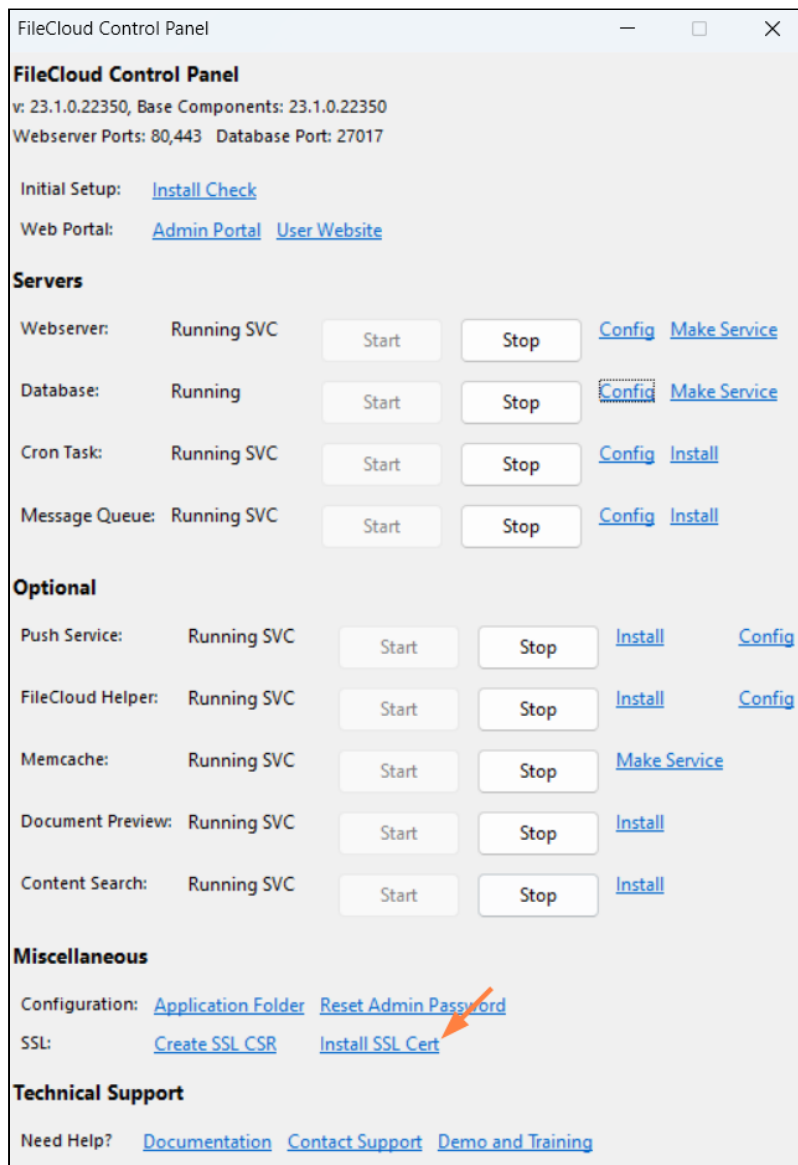 FileCloud Control Panel
FileCloud Control Panel
v: 23.1.0.22350, Base Components: 23.1.0.22350
Webserver Ports: 80,443 Database Port: 27017
Initial Setup: Install Check
Web Portal: Admin Portal User Website
Servers
Webserver: Running SVC Start Stop Config Make Service
Database: Running Start Stop Config Make Service
Cron Task: Running SVC Start Stop Config Install
Message Queue: Running SVC Start Stop Config Install
Optional
Push Service: Running SVC Start Stop Install Config
FileCloud Helper: Running SVC Start Stop Install Config
Memcache: Running SVC Start Stop Make Service
Document Preview: Running SVC Start Stop Install
Content Search: Running SVC Start Stop Install
Miscellaneous
Configuration: Application Folder Reset Admin Password
SSL: Create SSL CSR Install SSL Cert
Technical Support
Need Help? Documentation Contact Support Demo and Training